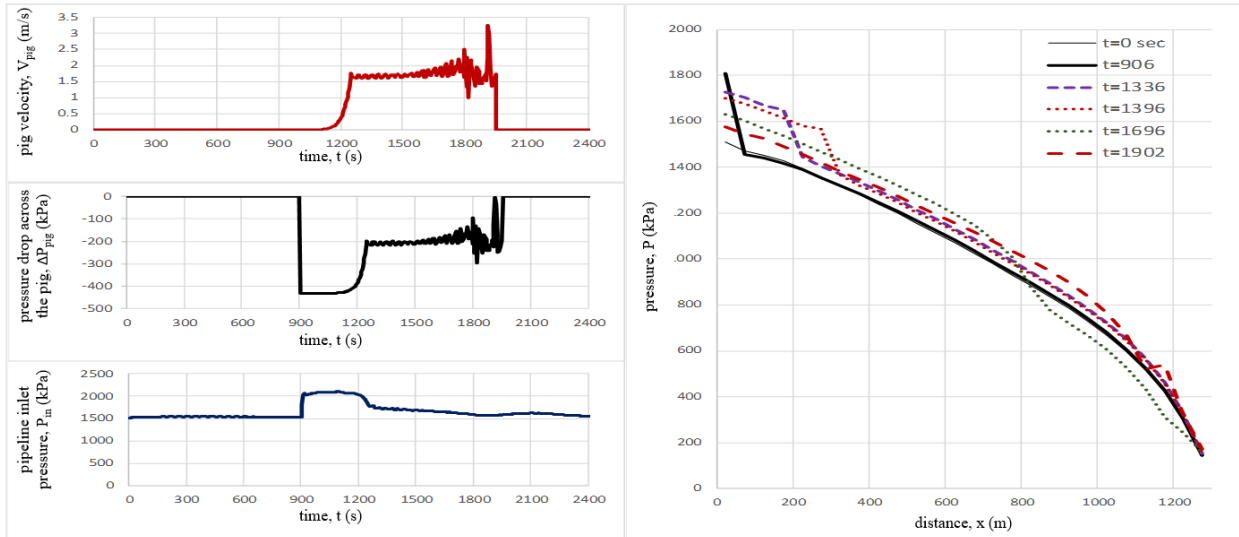 pig velocity, V_pig (m/s)
3.5
3
2.5
2
1.5
1
0.5
0
0 300 600 900 1200 1500 1800 2100 2400
time, t (s)
pressure drop across
the pig, ΔP_pig (kPa)
0
-100
-200
-300
-400
-500
0 300 600 900 1200 1500 1800 2100 2400
time, t (s)
pipeline inlet
pressure, P_in (kPa)
2500
2000
1500
1000
500
0
0 300 600 900 1200 1500 1800 2100 2400
time, t (s)
pressure, P (kPa)
2000
1800
1600
1400
1200
1000
800
600
400
200
0
0 200 400 600 800 1000 1200
distance, x (m)
t=0 sec
t=906
t=1336
t=1396
t=1696
t=1902